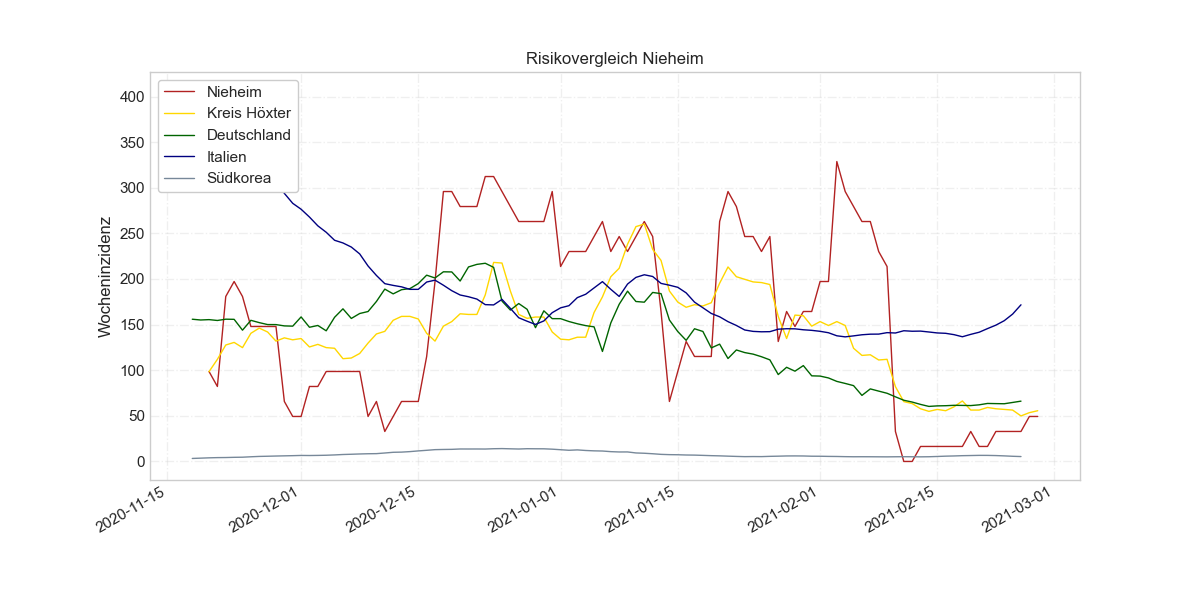 Risikovergleich Nieheim
Nieheim
Kreis Höxter
Deutschland
Italien
Südkorea
Wocheninzidenz
400
350
300
250
200
150
100
50
0
2020-11-15
2020-12-01
2020-12-15
2021-01-01
2021-01-15
2021-02-01
2021-02-15
2021-03-01